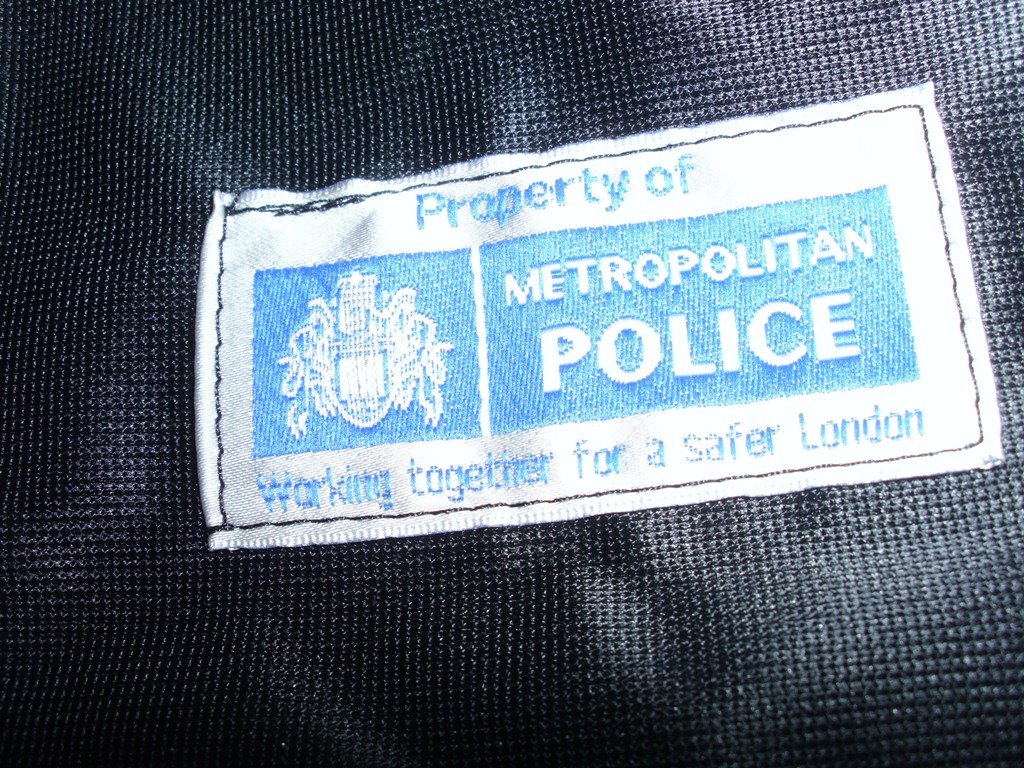 Property of
METROPOLITAN
POLICE
Working together for a safer London